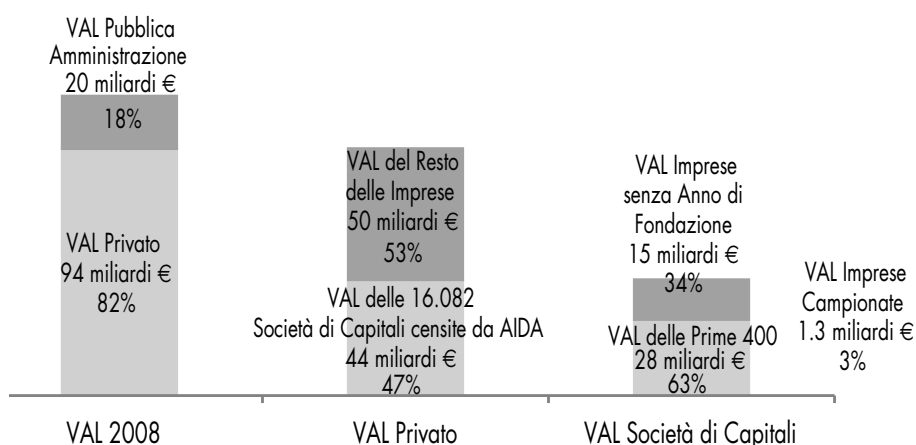 VAL Pubblica
Amministrazione
20 miliardi €
18%
VAL Privato
94 miliardi €
82%
VAL del Resto
delle Imprese
50 miliardi €
53%
VAL delle 16.082
Società di Capitali censite da AIDA
44 miliardi €
47%
VAL Imprese
senza Anno di
Fondazione
15 miliardi €
34%
VAL delle Prime 400
28 miliardi €
63%
VAL Imprese
Campionate
1.3 miliardi €
3%
VAL 2008
VAL Privato
VAL Società di Capitali